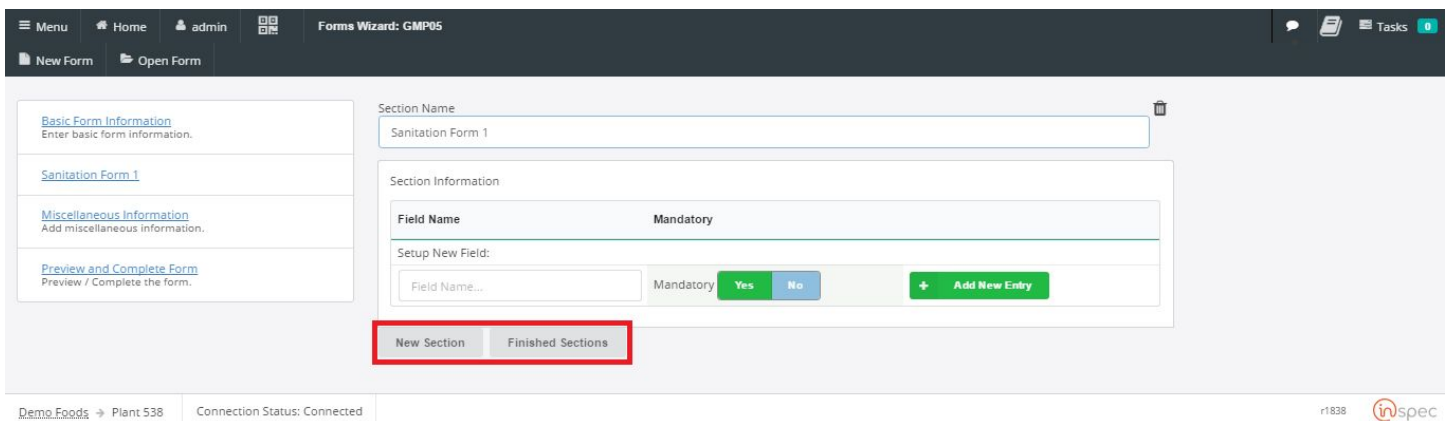 Menu Home admin Forms Wizard: GMP05 Tasks 0
New Form Open Form
Basic Form Information
Enter basic form information.
Sanitation Form 1
Miscellaneous Information
Add miscellaneous information.
Preview and Complete Form
Preview / Complete the form.
Section Name
Sanitation Form 1
Section Information
Field Name Mandatory
Setup New Field:
Field Name... Mandatory Yes No + Add New Entry
New Section Finished Sections
Demo Foods → Plant 538 Connection Status: Connected r1838 inspec